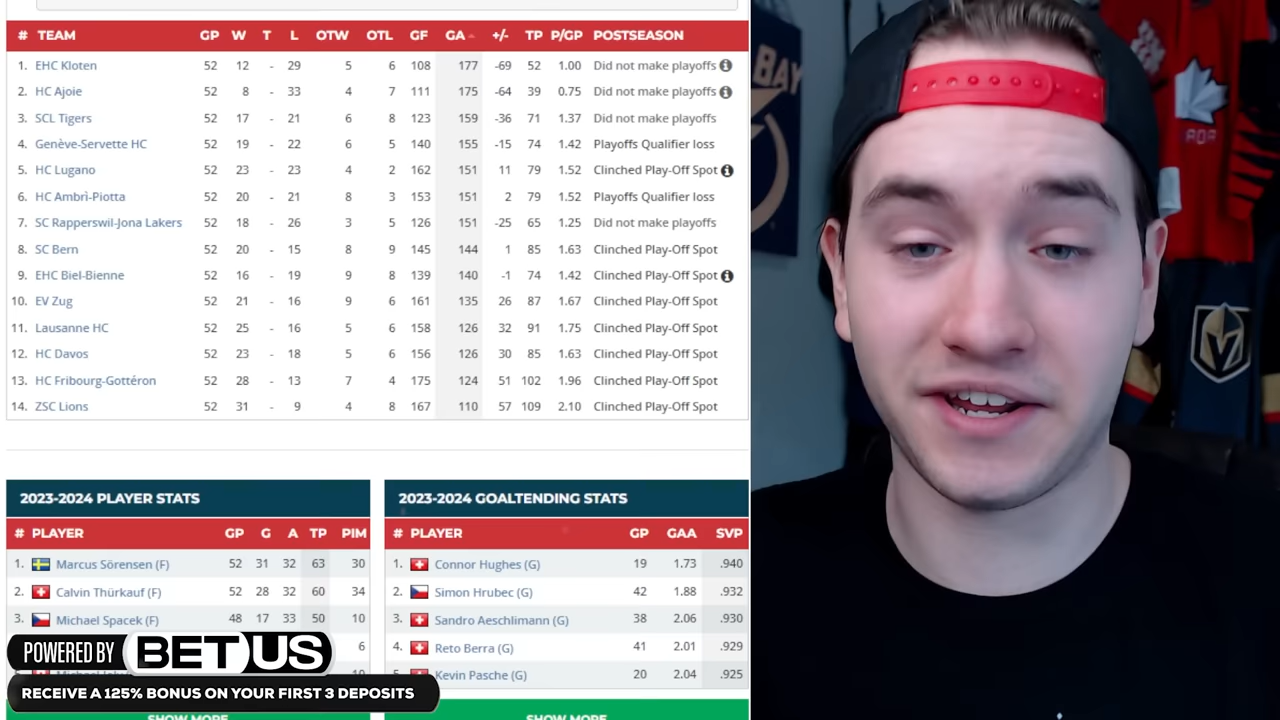 # TEAM GP W T L OTW OTL GF GA +/- TP P/GP POSTSEASON
1. EHC Kloten 52 12 - 29 5 6 108 177 -69 52 1.00 Did not make playoffs
2. HC Ajoie 52 8 - 33 4 7 111 175 -64 39 0.75 Did not make playoffs
3. SCL Tigers 52 17 - 21 6 8 123 159 -36 71 1.37 Did not make playoffs
4. Genève-Servette HC 52 19 - 22 6 5 140 155 -15 74 1.42 Playoffs Qualifier loss
5. HC Lugano 52 23 - 23 4 2 162 151 11 79 1.52 Clinched Play-Off Spot
6. HC Ambrì-Piotta 52 20 - 21 8 3 153 151 2 79 1.52 Playoffs Qualifier loss
7. SC Rapperswil-Jona Lakers 52 18 - 26 3 5 126 151 -25 65 1.25 Did not make playoffs
8. SC Bern 52 20 - 15 8 9 145 144 1 85 1.63 Clinched Play-Off Spot
9. EHC Biel-Bienne 52 16 - 19 9 8 139 140 -1 74 1.42 Clinched Play-Off Spot
10. EV Zug 52 21 - 16 9 6 161 135 26 87 1.67 Clinched Play-Off Spot
11. Lausanne HC 52 25 - 16 5 6 158 126 32 91 1.75 Clinched Play-Off Spot
12. HC Davos 52 23 - 18 5 6 156 126 30 85 1.63 Clinched Play-Off Spot
13. HC Fribourg-Gottéron 52 28 - 13 7 4 175 124 51 102 1.96 Clinched Play-Off Spot
14. ZSC Lions 52 31 - 9 4 8 167 110 57 109 2.10 Clinched Play-Off Spot
2023-2024 PLAYER STATS
# PLAYER GP G A TP PIM
1. Marcus Sörensen (F) 52 31 32 63 30
2. Calvin Thürkauf (F) 52 28 32 60 34
3. Michael Spacek (F) 48 17 33 50 10
6
2023-2024 GOALTENDING STATS
# PLAYER GP GAA SVP
1. Connor Hughes (G) 19 1.73 .940
2. Simon Hrubec (G) 42 1.88 .932
3. Sandro Aeschlimann (G) 38 2.06 .930
4. Reto Berra (G) 41 2.01 .929
Kevin Pasche (G) 20 2.04 .925
SHOW MORE
SHOW MORE
POWERED BY BETUS
RECEIVE A 125% BONUS ON YOUR FIRST 3 DEPOSITS
BAY